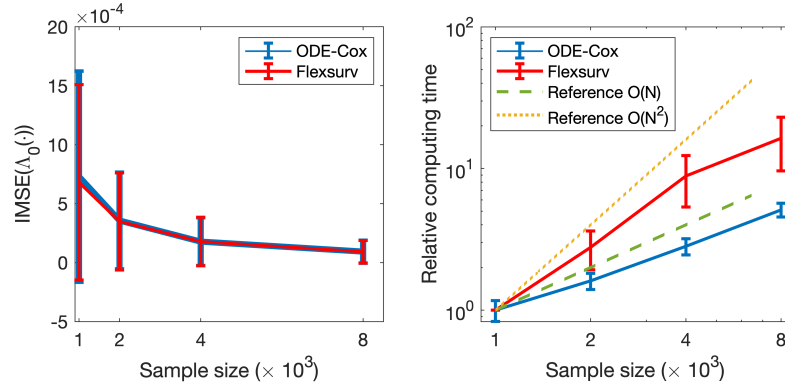 ×10⁻⁴
20
15
10
5
0
-5
IMSE(Λ₀(·))
ODE-Cox
Flexsurv
1 2 4 8
Sample size (× 10³)
10²
10¹
10⁰
Relative computing time
ODE-Cox
Flexsurv
Reference O(N)
Reference O(N²)
1 2 4 8
Sample size (× 10³)